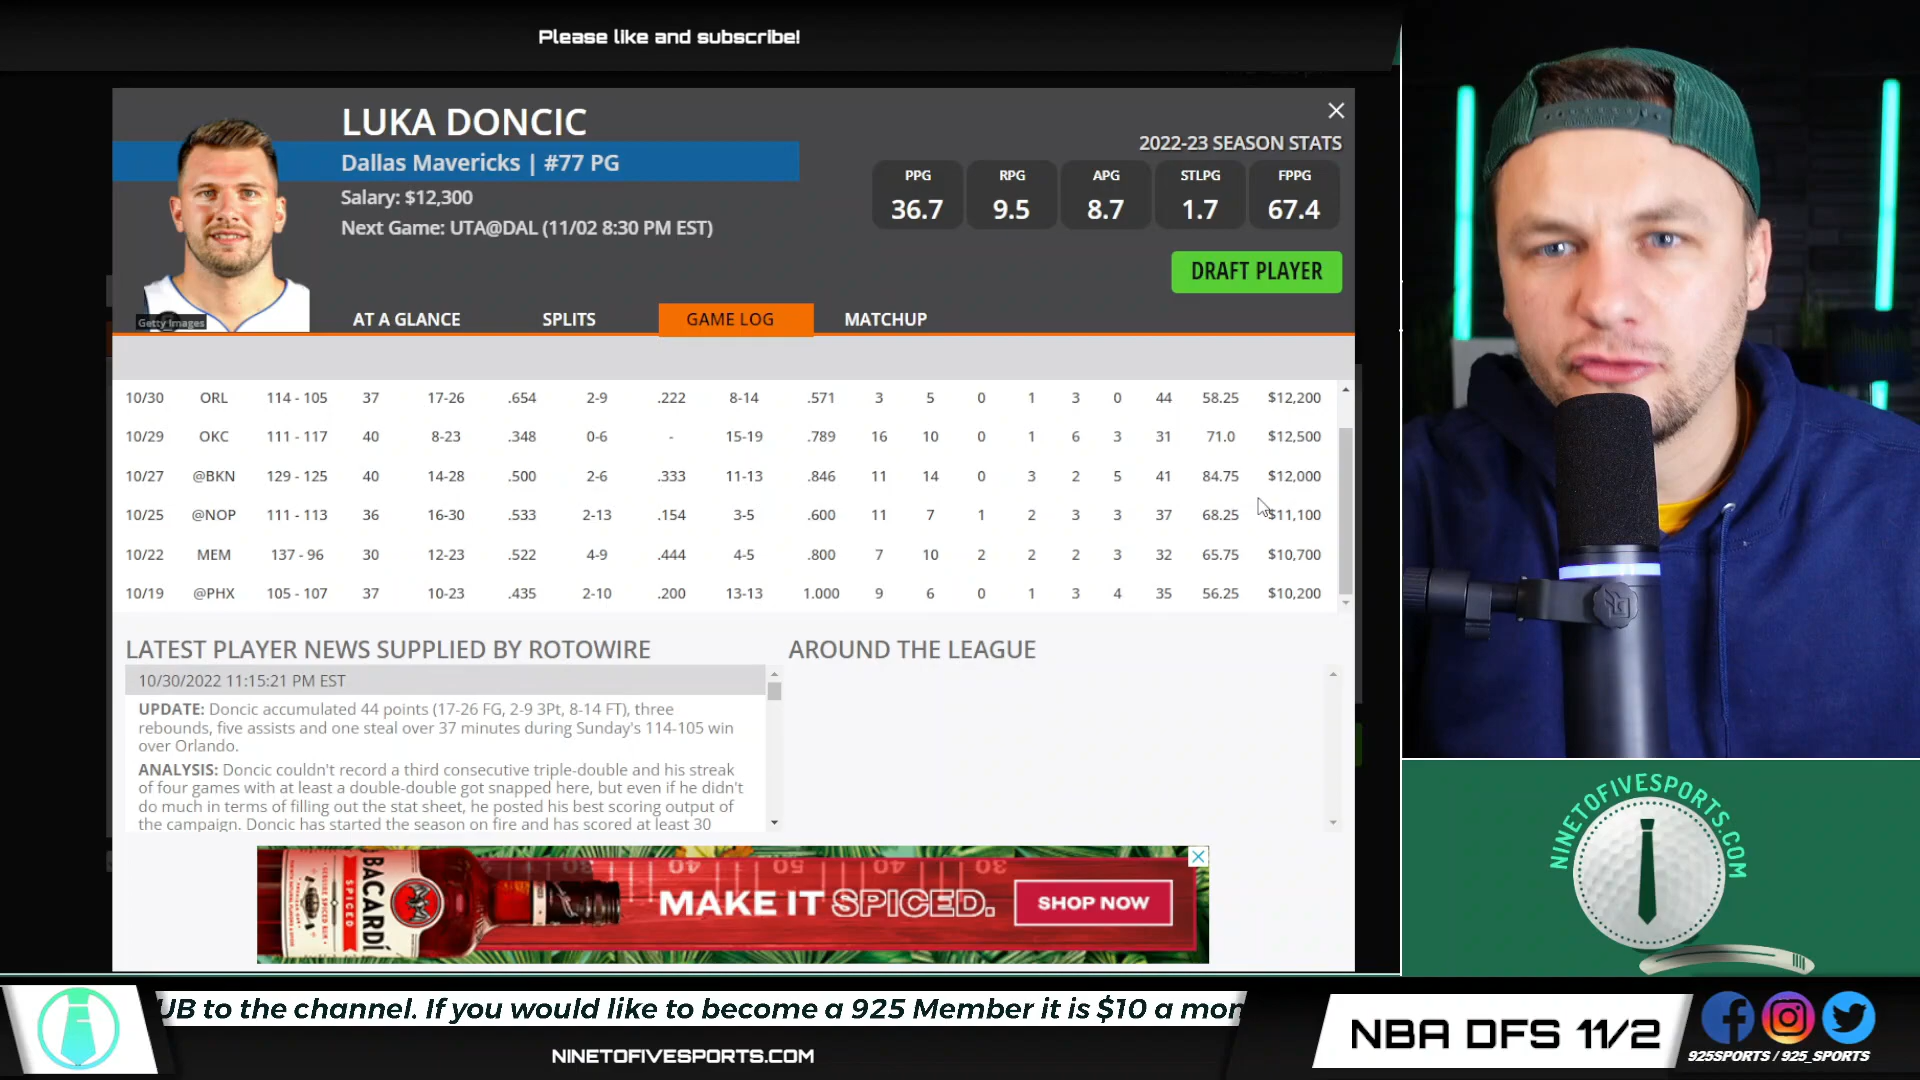 Please like and subscribe!
LUKA DONCIC
Dallas Mavericks | #77 PG
Salary: $12,300
Next Game: UTA@DAL (11/02 8:30 PM EST)
2022-23 SEASON STATS
PPG RPG APG STLPG FPPG
36.7 9.5 8.7 1.7 67.4
DRAFT PLAYER
Getty Images
AT A GLANCE SPLITS GAME LOG MATCHUP
10/30 ORL 114 - 105 37 17-26 .654 2-9 .222 8-14 .571 3 5 0 1 3 0 44 58.25 $12,200
10/29 OKC 111 - 117 40 8-23 .348 0-6 - 15-19 .789 16 10 0 1 6 3 31 71.0 $12,500
10/27 @BKN 129 - 125 40 14-28 .500 2-6 .333 11-13 .846 11 14 0 3 2 5 41 84.75 $12,000
10/25 @NOP 111 - 113 36 16-30 .533 2-13 .154 3-5 .600 11 7 1 2 3 3 37 68.25 $11,100
10/22 MEM 137 - 96 30 12-23 .522 4-9 .444 4-5 .800 7 10 2 2 2 3 32 65.75 $10,700
10/19 @PHX 105 - 107 37 10-23 .435 2-10 .200 13-13 1.000 9 6 0 1 3 4 35 56.25 $10,200
LATEST PLAYER NEWS SUPPLIED BY ROTOWIRE
10/30/2022 11:15:21 PM EST
UPDATE: Doncic accumulated 44 points (17-26 FG, 2-9 3Pt, 8-14 FT), three
rebounds, five assists and one steal over 37 minutes during Sunday's 114-105 win
over Orlando.
ANALYSIS: Doncic couldn't record a third consecutive triple-double and his streak
of four games with at least a double-double got snapped here, but even if he didn't
do much in terms of filling out the stat sheet, he posted his best scoring output of
the campaign. Doncic has started the season on fire and has scored at least 30
AROUND THE LEAGUE
BACARDÍ
SPICED
MAKE IT SPICED.
SHOP NOW
NINETOFIVESPORTS.COM
UB to the channel. If you would like to become a 925 Member it is $10 a mon
NINETOFIVESPORTS.COM
NBA DFS 11/2
925SPORTS / 925_SPORTS